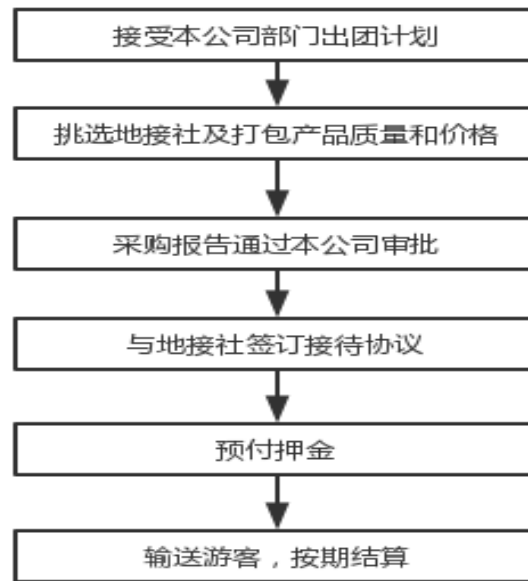 接受本公司部门出团计划
挑选地接社及打包产品质量和价格
采购报告通过本公司审批
与地接社签订接待协议
预付押金
输送游客，按期结算